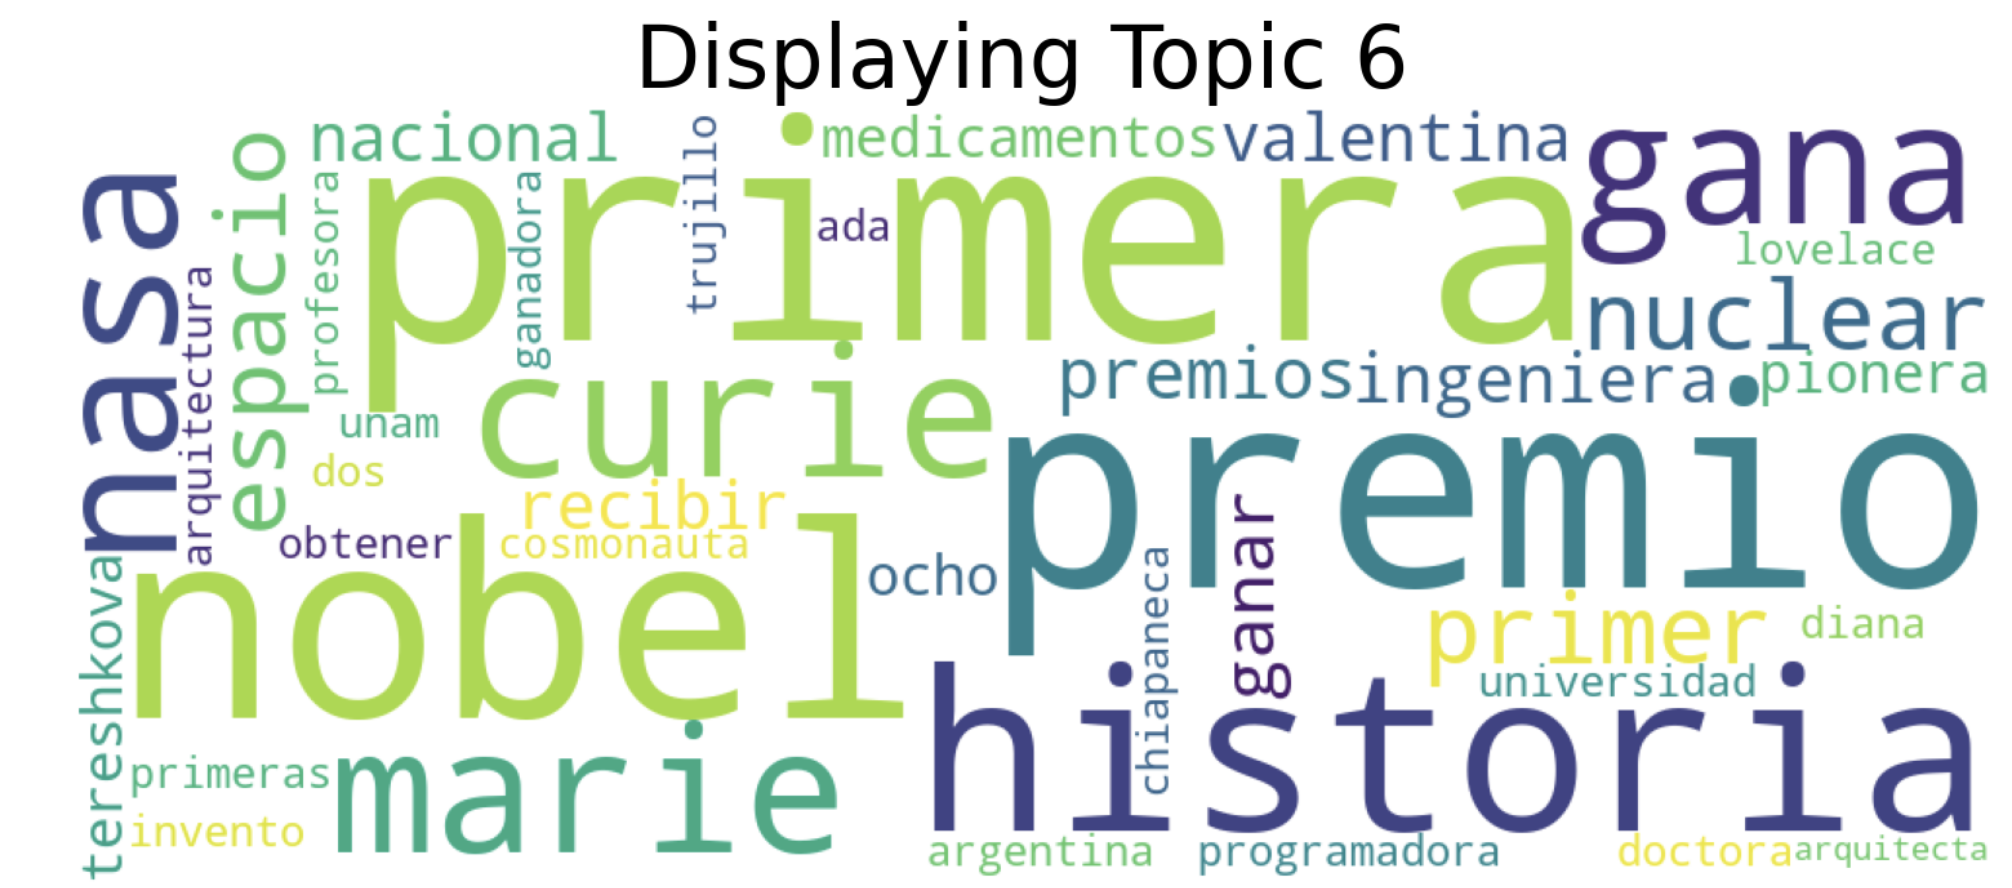 Displaying Topic 6
nacional
trujillo
medicamentos
valentina
gana
nasa
espacio
profesora
ganadora
primera
ada
lovelace
arquitectura
nuclear
curie
premios
ingeniera
pionera
unam
dos
recibir
premio
obtener
cosmonauta
nobel
ocho
chiapaneca
ganar
primer
diana
tereshkova
universidad
historia
primeras
marie
invento
argentina
programadora
doctora
arquitecta